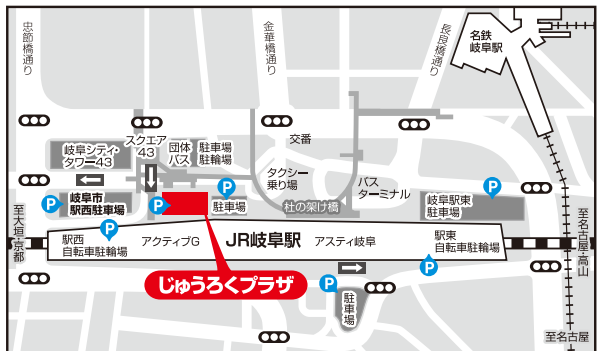 忠節橋通り
金華橋通り
長良橋通り
名鉄
岐阜駅
岐阜シティ・
タワー43
スクエア
43
団体
バス
駐車場
駐輪場
交番
タクシー
乗り場
バス
ターミナル
杜の架け橋
岐阜市
駅西駐車場
P
P
P
駐車場
岐阜駅東
駐車場
P
至大垣・京都
駅西
自転車駐輪場
P
アクティブG
JR岐阜駅
アスティ岐阜
駅東
自転車駐輪場
P
至名古屋・高山
じゅうろくプラザ
P
駐車場
至名古屋